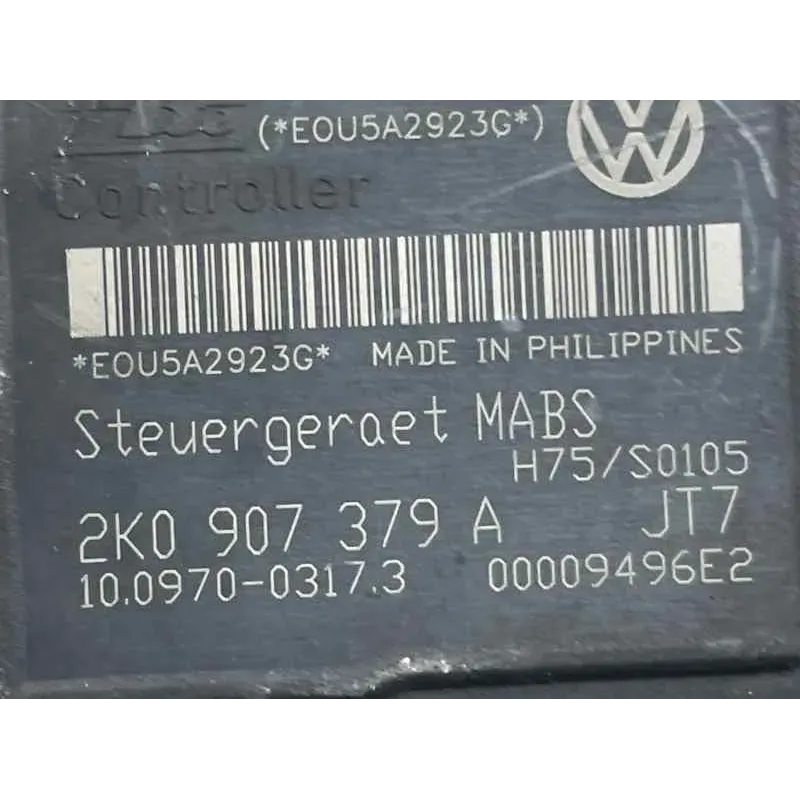 (*EOU5A2923G*)
Controller
*EOU5A2923G* MADE IN PHILIPPINES
Steuergeraet MABS
H75/S0105
2K0 907 379 A JT7
10.0970-0317.3 00009496E2